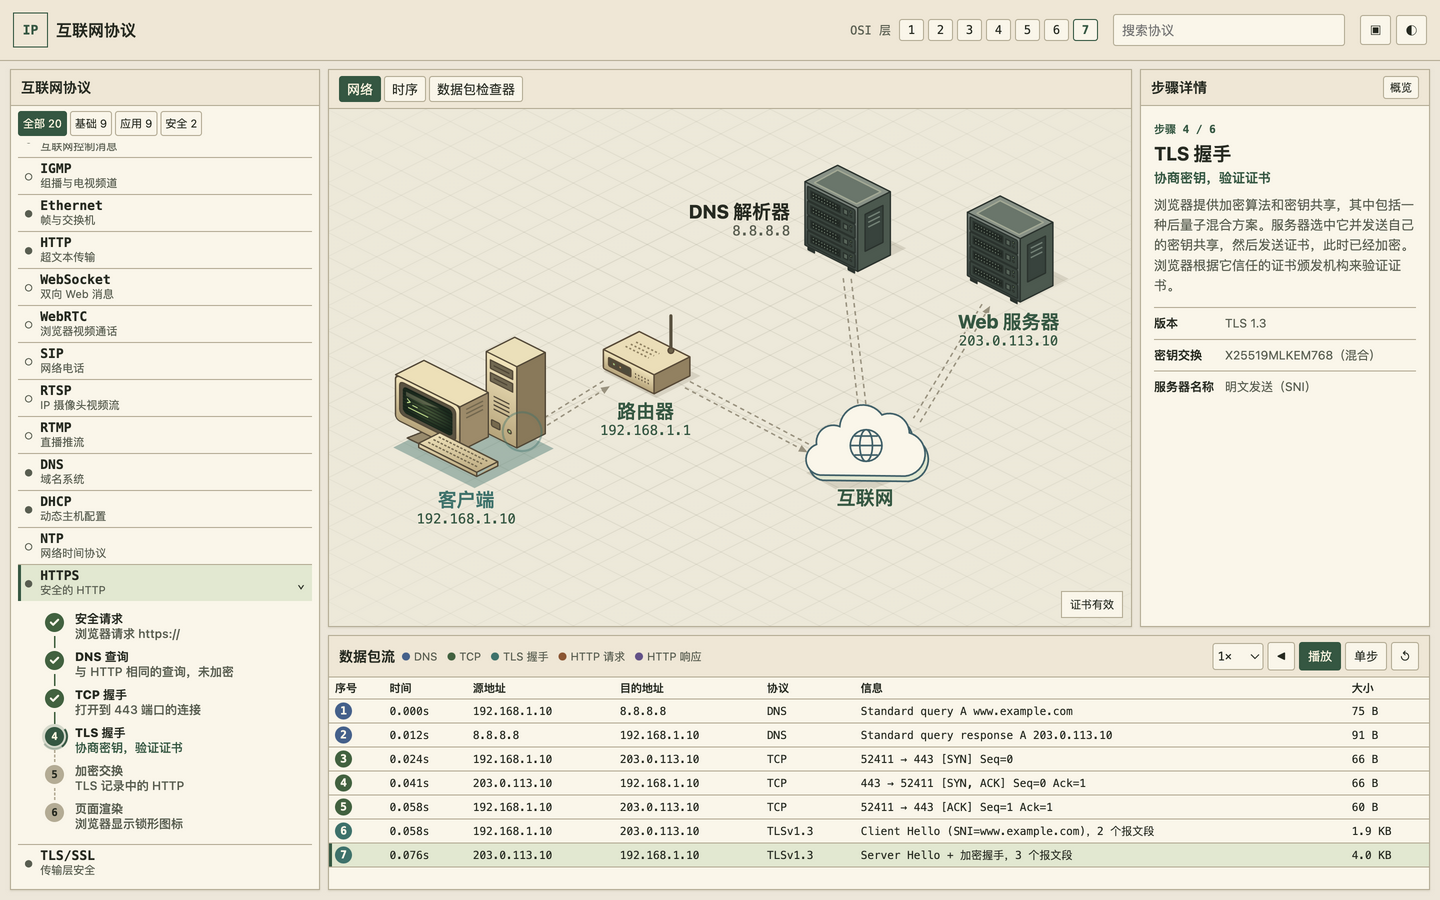 IP
互联网协议
OSI 层
1 2 3 4 5 6 7
搜索协议
互联网协议
全部 20 基础 9 应用 9 安全 2
互联网控制消息
IGMP
组播与电视频道
Ethernet
帧与交换机
HTTP
超文本传输
WebSocket
双向 Web 消息
WebRTC
浏览器视频通话
SIP
网络电话
RTSP
IP 摄像头视频流
RTMP
直播推流
DNS
域名系统
DHCP
动态主机配置
NTP
网络时间协议
HTTPS
安全的 HTTP
安全请求
浏览器请求 https://
DNS 查询
与 HTTP 相同的查询，未加密
TCP 握手
打开到 443 端口的连接
4
TLS 握手
协商密钥，验证证书
5
加密交换
TLS 记录中的 HTTP
6
页面渲染
浏览器显示锁形图标
TLS/SSL
传输层安全
网络 时序 数据包检查器
DNS 解析器
8.8.8.8
Web 服务器
203.0.113.10
路由器
192.168.1.1
客户端
192.168.1.10
互联网
证书有效
步骤详情
概览
步骤 4 / 6
TLS 握手
协商密钥，验证证书
浏览器提供加密算法和密钥共享，其中包括一
种后量子混合方案。服务器选中它并发送自己
的密钥共享，然后发送证书，此时已经加密。
浏览器根据它信任的证书颁发机构来验证证
书。
版本 TLS 1.3
密钥交换 X25519MLKEM768（混合）
服务器名称 明文发送（SNI）
数据包流 DNS TCP TLS 握手 HTTP 请求 HTTP 响应
1× 播放 单步
序号 时间 源地址 目的地址 协议 信息 大小
1 0.000s 192.168.1.10 8.8.8.8 DNS Standard query A www.example.com 75 B
2 0.012s 8.8.8.8 192.168.1.10 DNS Standard query response A 203.0.113.10 91 B
3 0.024s 192.168.1.10 203.0.113.10 TCP 52411 → 443 [SYN] Seq=0 66 B
4 0.041s 203.0.113.10 192.168.1.10 TCP 443 → 52411 [SYN, ACK] Seq=0 Ack=1 66 B
5 0.058s 192.168.1.10 203.0.113.10 TCP 52411 → 443 [ACK] Seq=1 Ack=1 60 B
6 0.058s 192.168.1.10 203.0.113.10 TLSv1.3 Client Hello (SNI=www.example.com)，2 个报文段 1.9 KB
7 0.076s 203.0.113.10 192.168.1.10 TLSv1.3 Server Hello + 加密握手，3 个报文段 4.0 KB